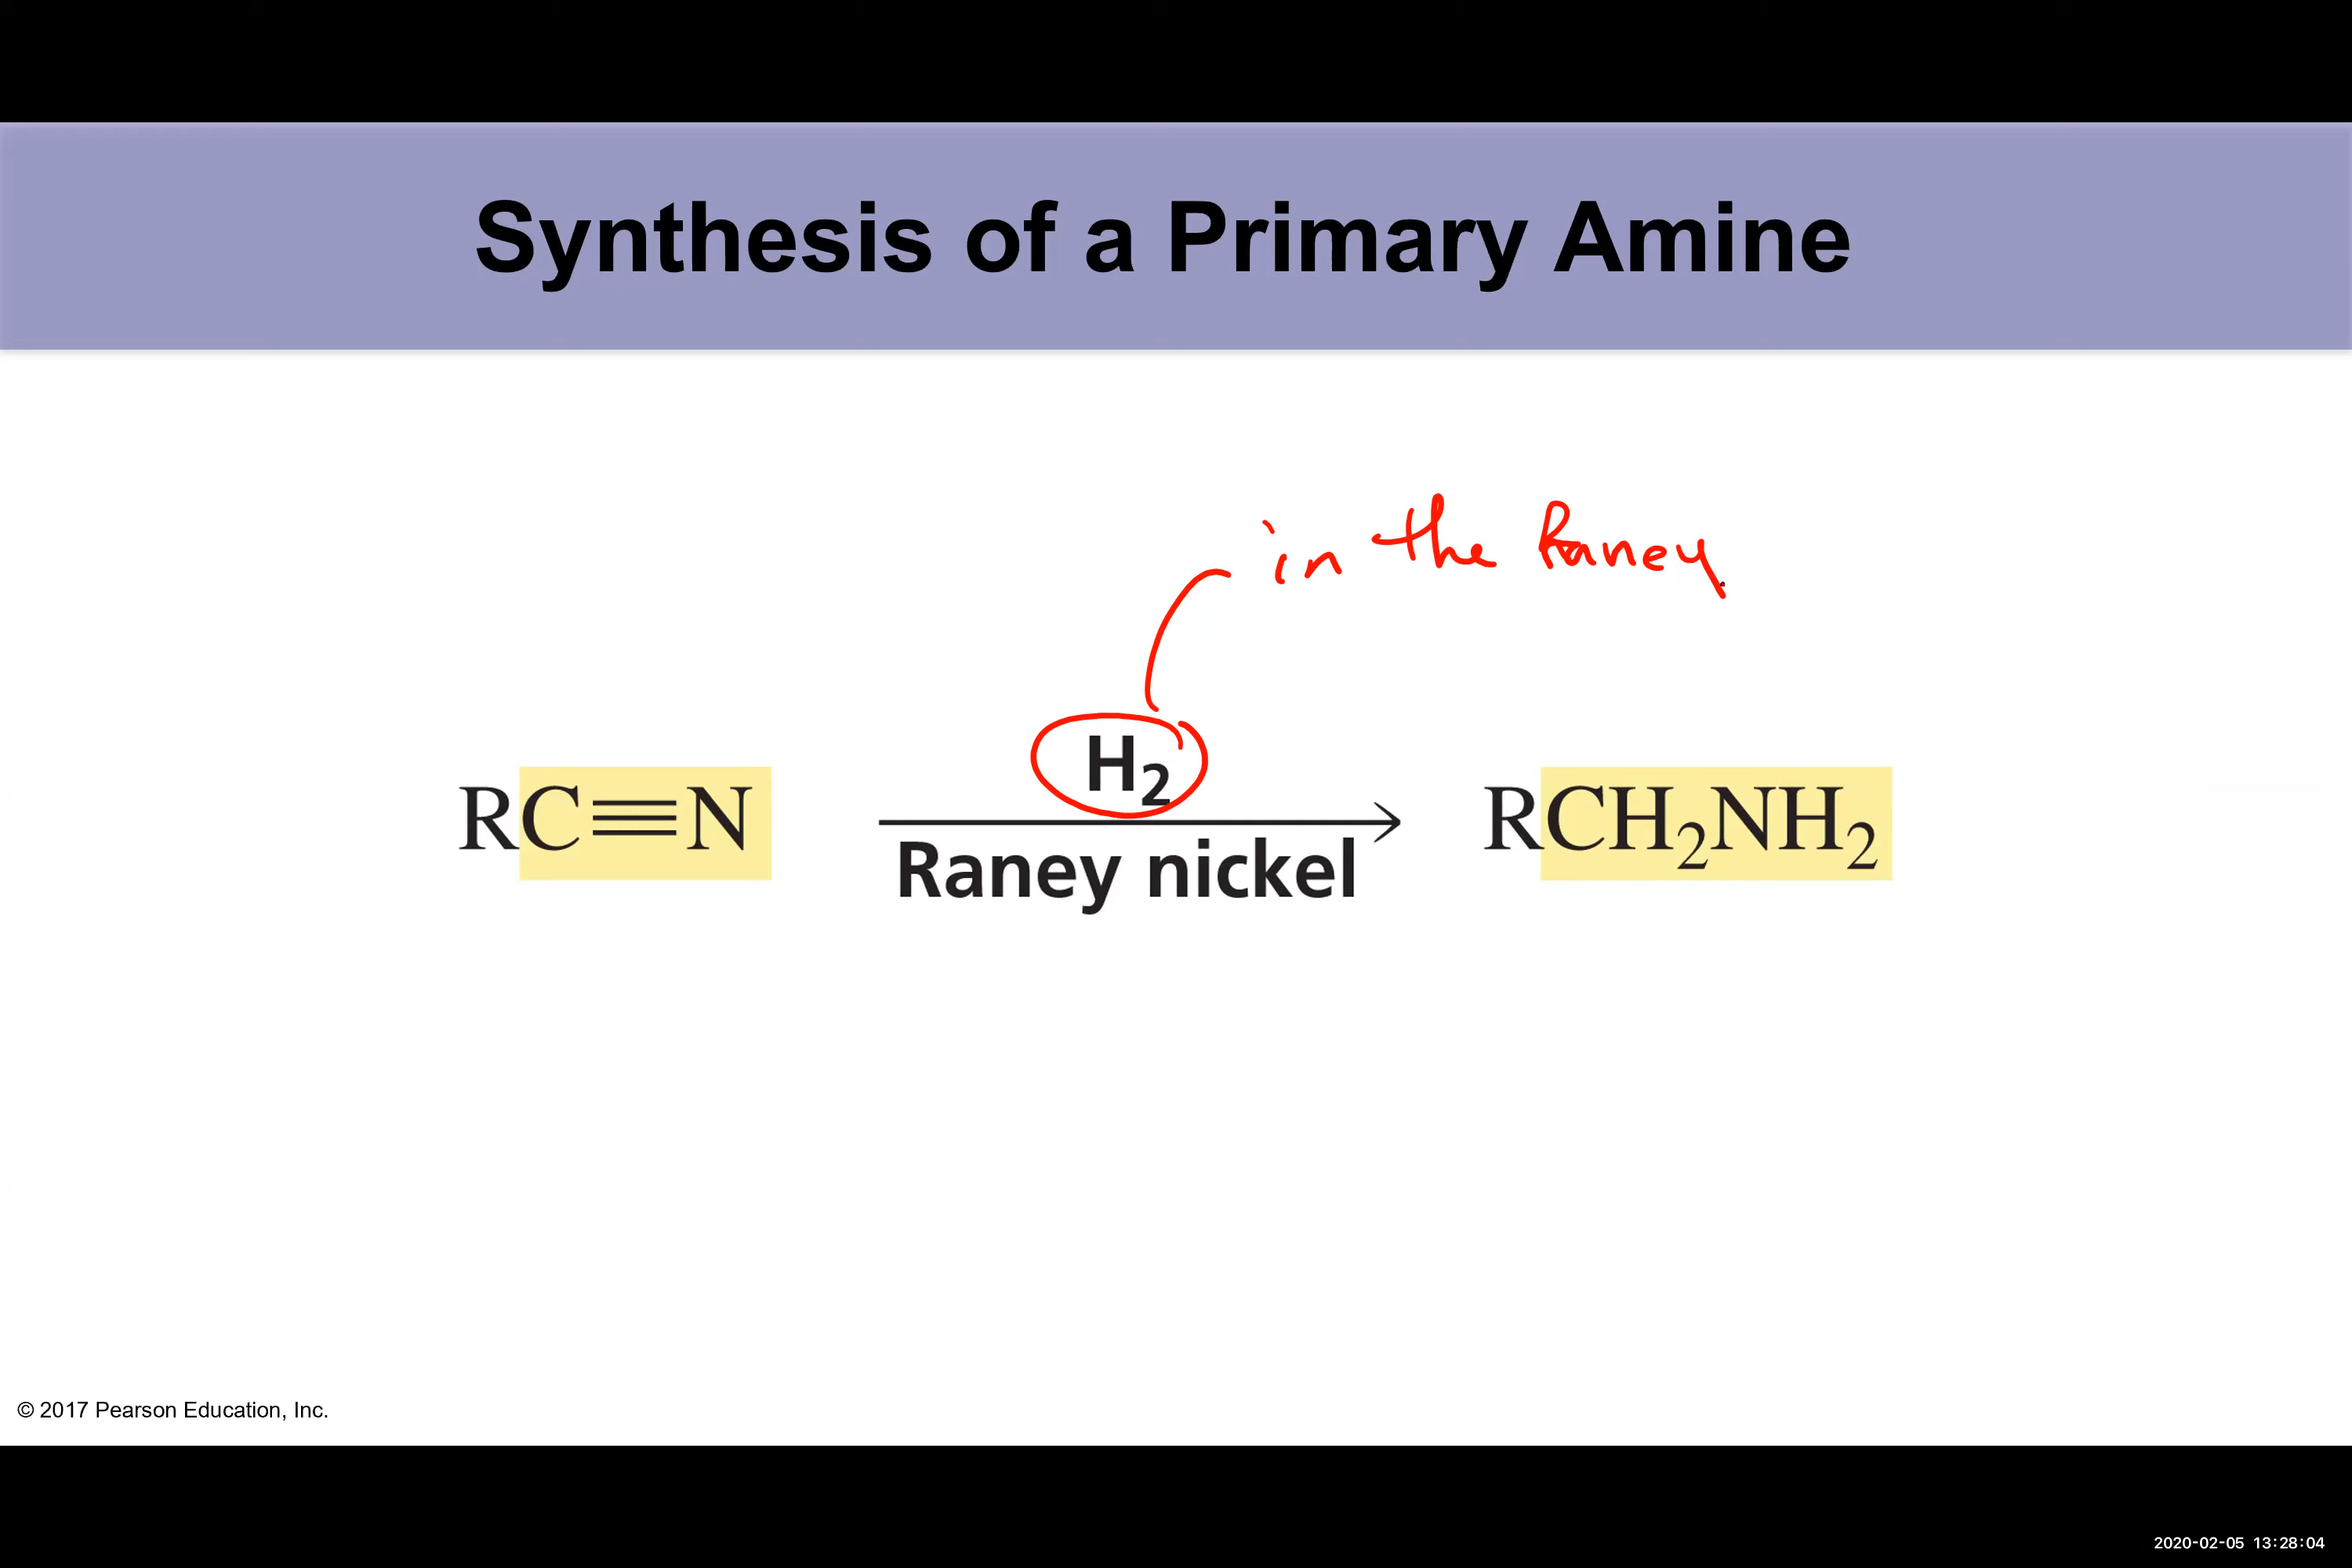 Synthesis of a Primary Amine
in the Raney
H₂
RC≡N
Raney nickel
RCH₂NH₂
© 2017 Pearson Education, Inc.
2020-02-05 13:28:04